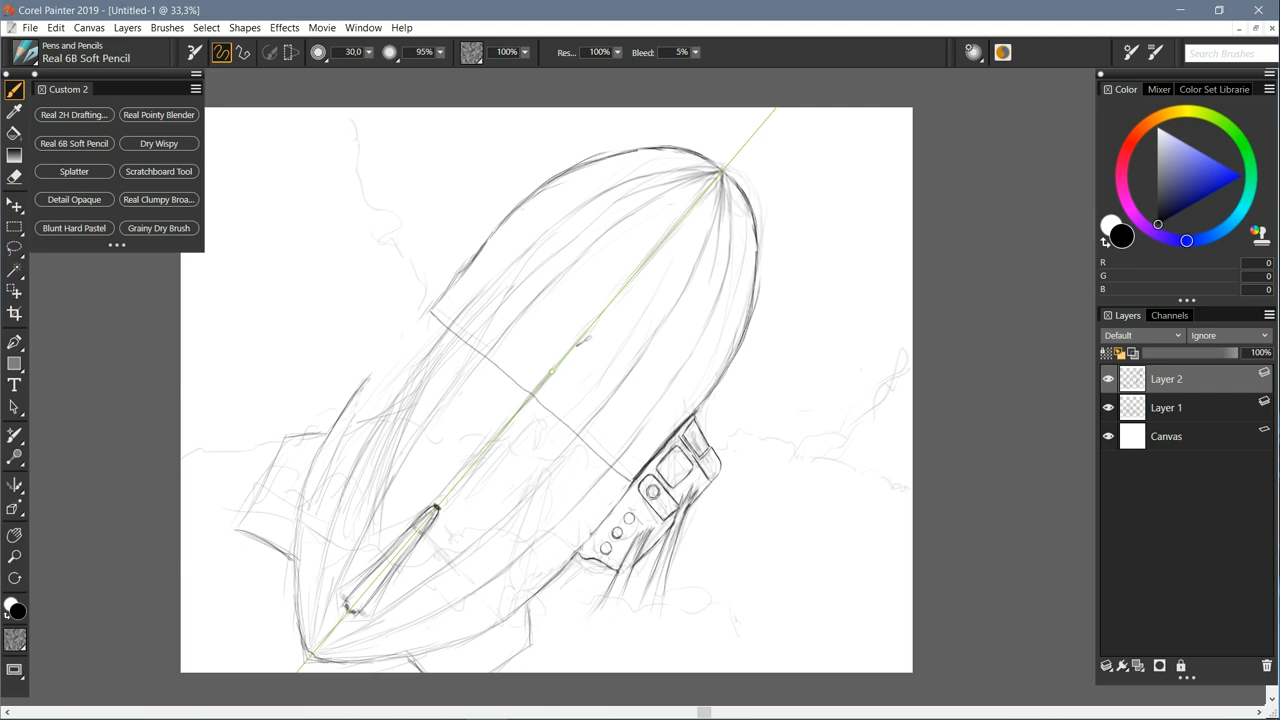 Corel Painter 2019 - [Untitled-1 @ 33,3%]
File Edit Canvas Layers Brushes Select Shapes Effects Movie Window Help
Pens and Pencils
Real 6B Soft Pencil
30,0 95% 100% Res... 100% Bleed: 5% Search Brushes
Custom 2
Real 2H Drafting... Real Pointy Blender
Real 6B Soft Pencil Dry Wispy
Splatter Scratchboard Tool
Detail Opaque Real Clumpy Broa...
Blunt Hard Pastel Grainy Dry Brush
Color Mixer Color Set Librarie
R 0
G 0
B 0
Layers Channels
Default Ignore
100%
Layer 2
Layer 1
Canvas